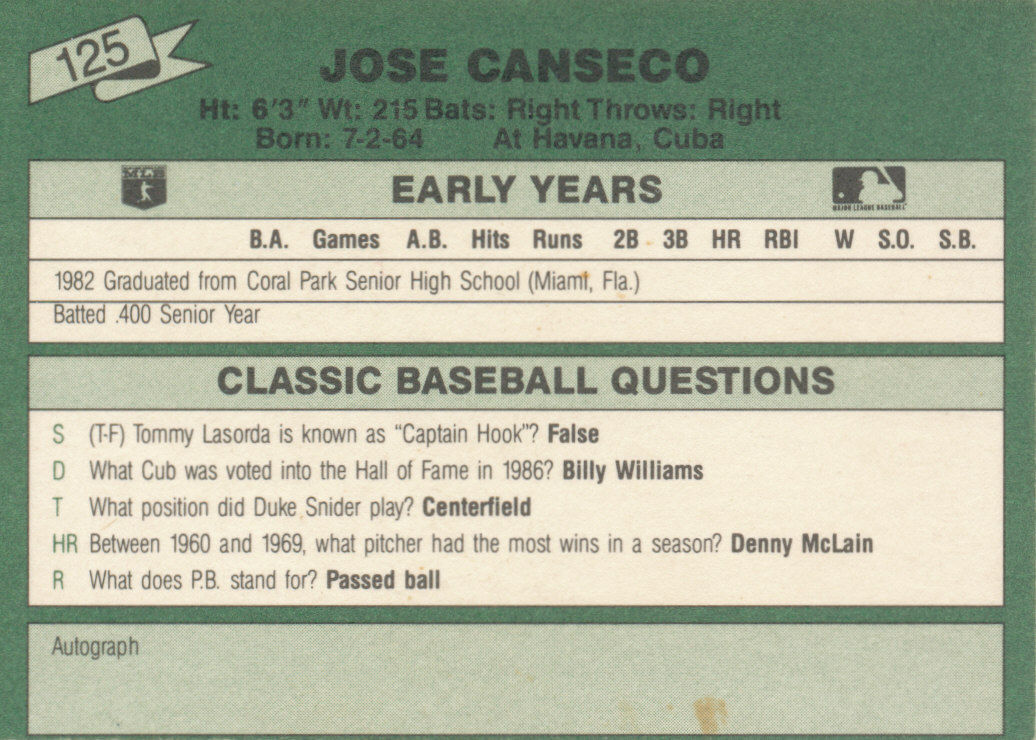 125
JOSE CANSECO
Ht: 6'3" Wt: 215 Bats: Right Throws: Right
Born: 7-2-64 At Havana, Cuba
MLB
EARLY YEARS
MAJOR LEAGUE BASEBALL
B.A. Games A.B. Hits Runs 2B 3B HR RBI W S.O. S.B.
1982 Graduated from Coral Park Senior High School (Miami, Fla.)
Batted .400 Senior Year
CLASSIC BASEBALL QUESTIONS
S (T-F) Tommy Lasorda is known as "Captain Hook"? False
D What Cub was voted into the Hall of Fame in 1986? Billy Williams
T What position did Duke Snider play? Centerfield
HR Between 1960 and 1969, what pitcher had the most wins in a season? Denny McLain
R What does P.B. stand for? Passed ball
Autograph